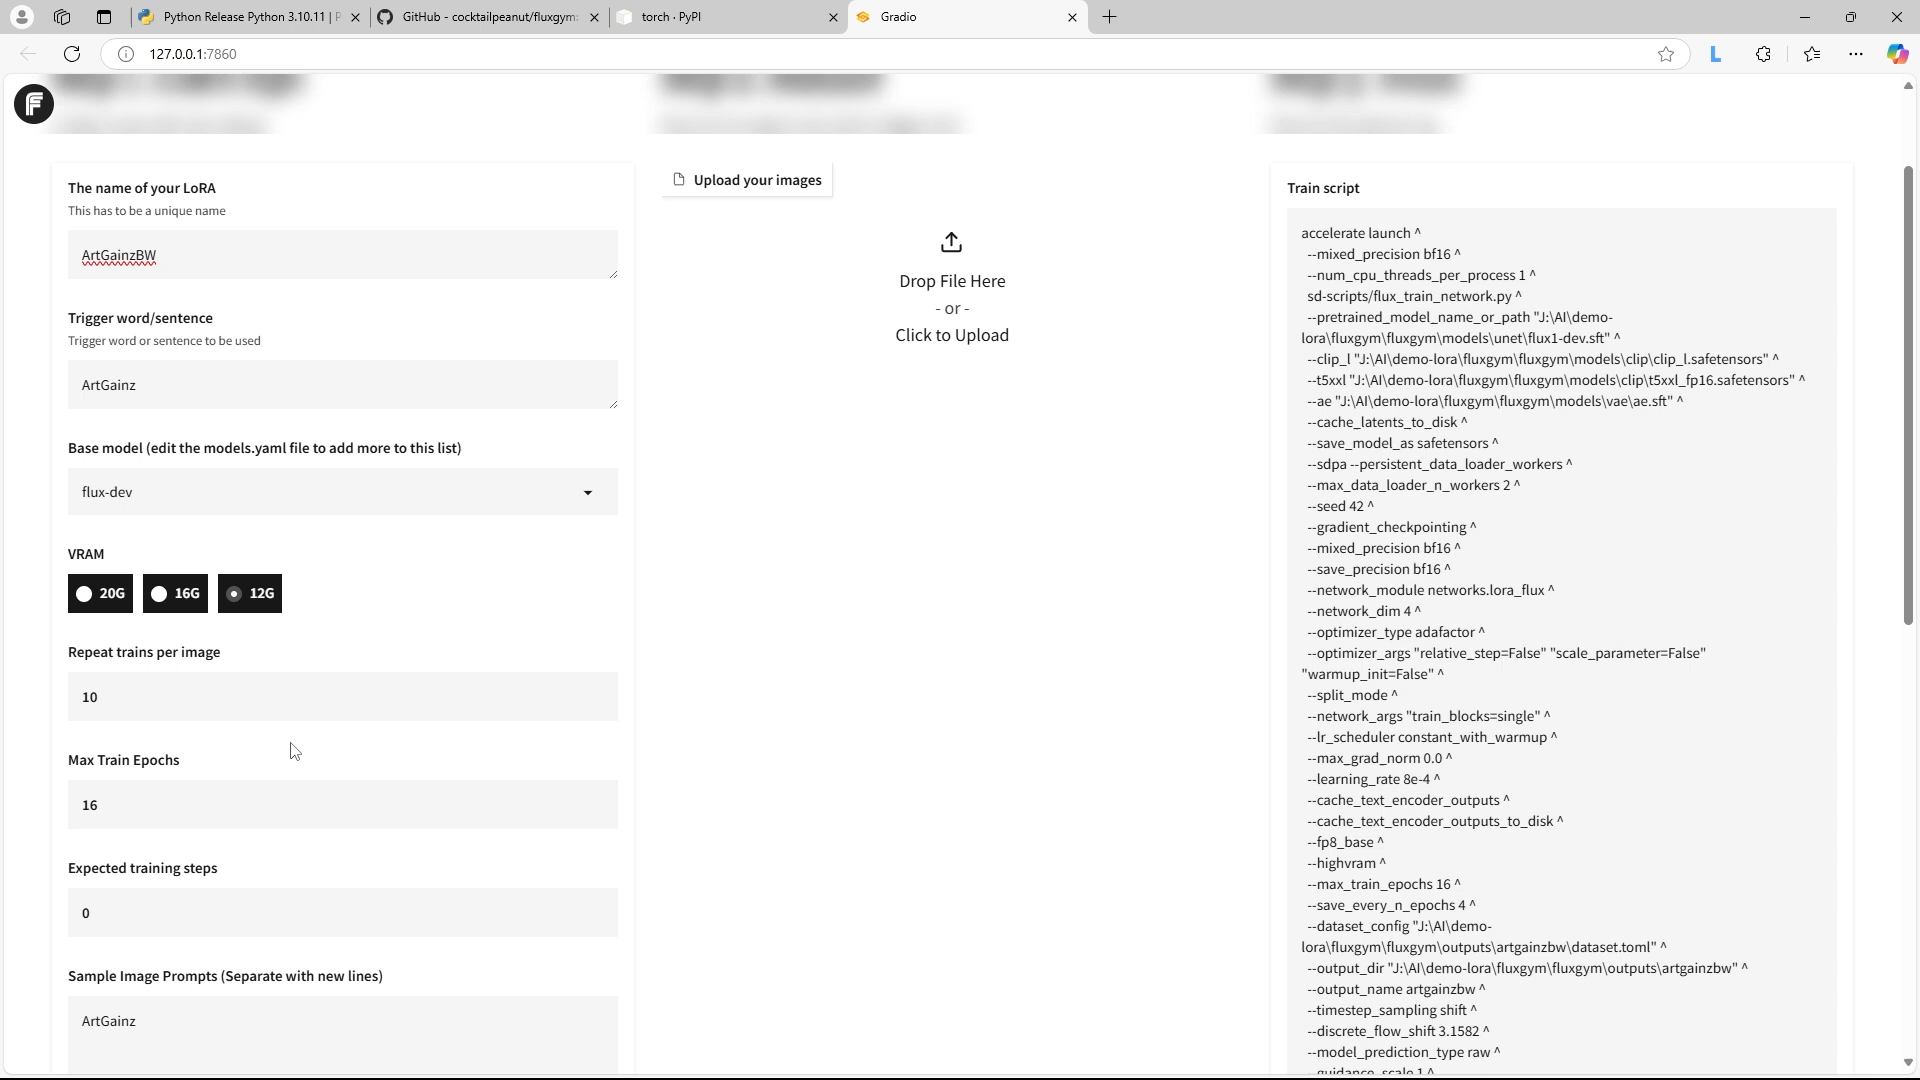 Python Release Python 3.10.11 | P
GitHub - cocktailpeanut/fluxgym:
torch · PyPI
Gradio
127.0.0.1:7860
The name of your LoRA
This has to be a unique name
ArtGainzBW
Trigger word/sentence
Trigger word or sentence to be used
ArtGainz
Base model (edit the models.yaml file to add more to this list)
flux-dev
VRAM
20G
16G
12G
Repeat trains per image
10
Max Train Epochs
16
Expected training steps
0
Sample Image Prompts (Separate with new lines)
ArtGainz
Upload your images
Drop File Here
- or -
Click to Upload
Train script
accelerate launch ^
--mixed_precision bf16 ^
--num_cpu_threads_per_process 1 ^
sd-scripts/flux_train_network.py ^
--pretrained_model_name_or_path "J:\AI\demo-
lora\fluxgym\fluxgym\models\unet\flux1-dev.sft" ^
--clip_l "J:\AI\demo-lora\fluxgym\fluxgym\models\clip\clip_l.safetensors" ^
--t5xxl "J:\AI\demo-lora\fluxgym\fluxgym\models\clip\t5xxl_fp16.safetensors" ^
--ae "J:\AI\demo-lora\fluxgym\fluxgym\models\vae\ae.sft" ^
--cache_latents_to_disk ^
--save_model_as safetensors ^
--sdpa --persistent_data_loader_workers ^
--max_data_loader_n_workers 2 ^
--seed 42 ^
--gradient_checkpointing ^
--mixed_precision bf16 ^
--save_precision bf16 ^
--network_module networks.lora_flux ^
--network_dim 4 ^
--optimizer_type adafactor ^
--optimizer_args "relative_step=False" "scale_parameter=False"
"warmup_init=False" ^
--split_mode ^
--network_args "train_blocks=single" ^
--lr_scheduler constant_with_warmup ^
--max_grad_norm 0.0 ^
--learning_rate 8e-4 ^
--cache_text_encoder_outputs ^
--cache_text_encoder_outputs_to_disk ^
--fp8_base ^
--highvram ^
--max_train_epochs 16 ^
--save_every_n_epochs 4 ^
--dataset_config "J:\AI\demo-
lora\fluxgym\fluxgym\outputs\artgainzbw\dataset.toml" ^
--output_dir "J:\AI\demo-lora\fluxgym\fluxgym\outputs\artgainzbw" ^
--output_name artgainzbw ^
--timestep_sampling shift ^
--discrete_flow_shift 3.1582 ^
--model_prediction_type raw ^
--guidance_scale 1 ^